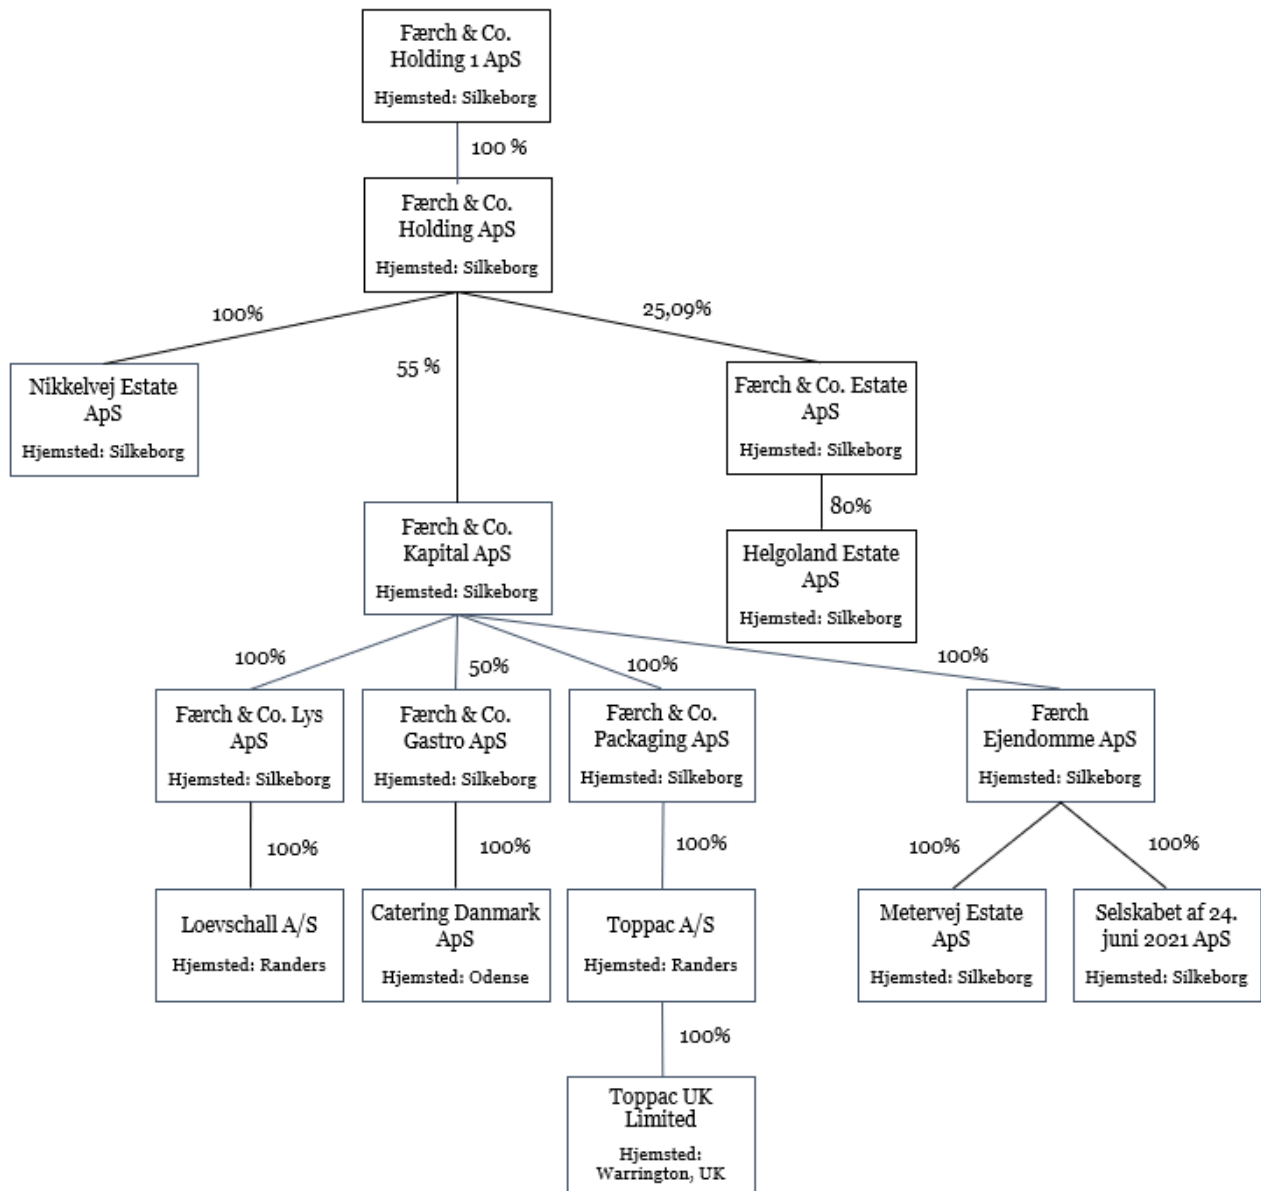 Færch & Co.
Holding 1 ApS
Hjemsted: Silkeborg
100 %
Færch & Co.
Holding ApS
Hjemsted: Silkeborg
100%
55 %
25,09%
Nikkelvej Estate
ApS
Hjemsted: Silkeborg
Færch & Co. Estate
ApS
Hjemsted: Silkeborg
80%
Færch & Co.
Kapital ApS
Hjemsted: Silkeborg
Helgoland Estate
ApS
Hjemsted: Silkeborg
100%
50%
100%
100%
Færch & Co. Lys
ApS
Hjemsted: Silkeborg
Færch & Co.
Gastro ApS
Hjemsted: Silkeborg
Færch & Co.
Packaging ApS
Hjemsted: Silkeborg
Færch
Ejendomme ApS
Hjemsted: Silkeborg
100%
100%
100%
100%
100%
Loevschall A/S
Hjemsted: Randers
Catering Danmark
ApS
Hjemsted: Odense
Toppac A/S
Hjemsted: Randers
Metervej Estate
ApS
Hjemsted: Silkeborg
Selskabet af 24.
juni 2021 ApS
Hjemsted: Silkeborg
100%
Toppac UK
Limited
Hjemsted:
Warrington, UK